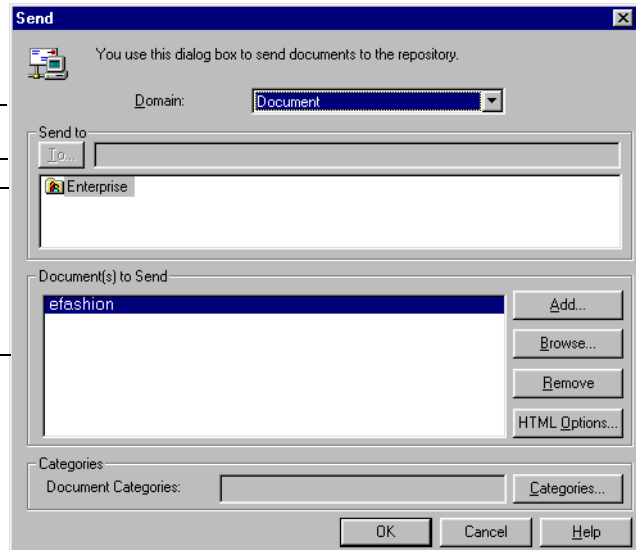 Send
You use this dialog box to send documents to the repository.
Domain: Document
Send to
To...
Enterprise
Document(s) to Send
efashion
Add...
Browse...
Remove
HTML Options...
Categories
Document Categories: Categories...
OK Cancel Help